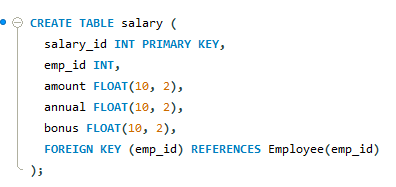 CREATE TABLE salary (
salary_id INT PRIMARY KEY,
emp_id INT,
amount FLOAT(10, 2),
annual FLOAT(10, 2),
bonus FLOAT(10, 2),
FOREIGN KEY (emp_id) REFERENCES Employee(emp_id)
);